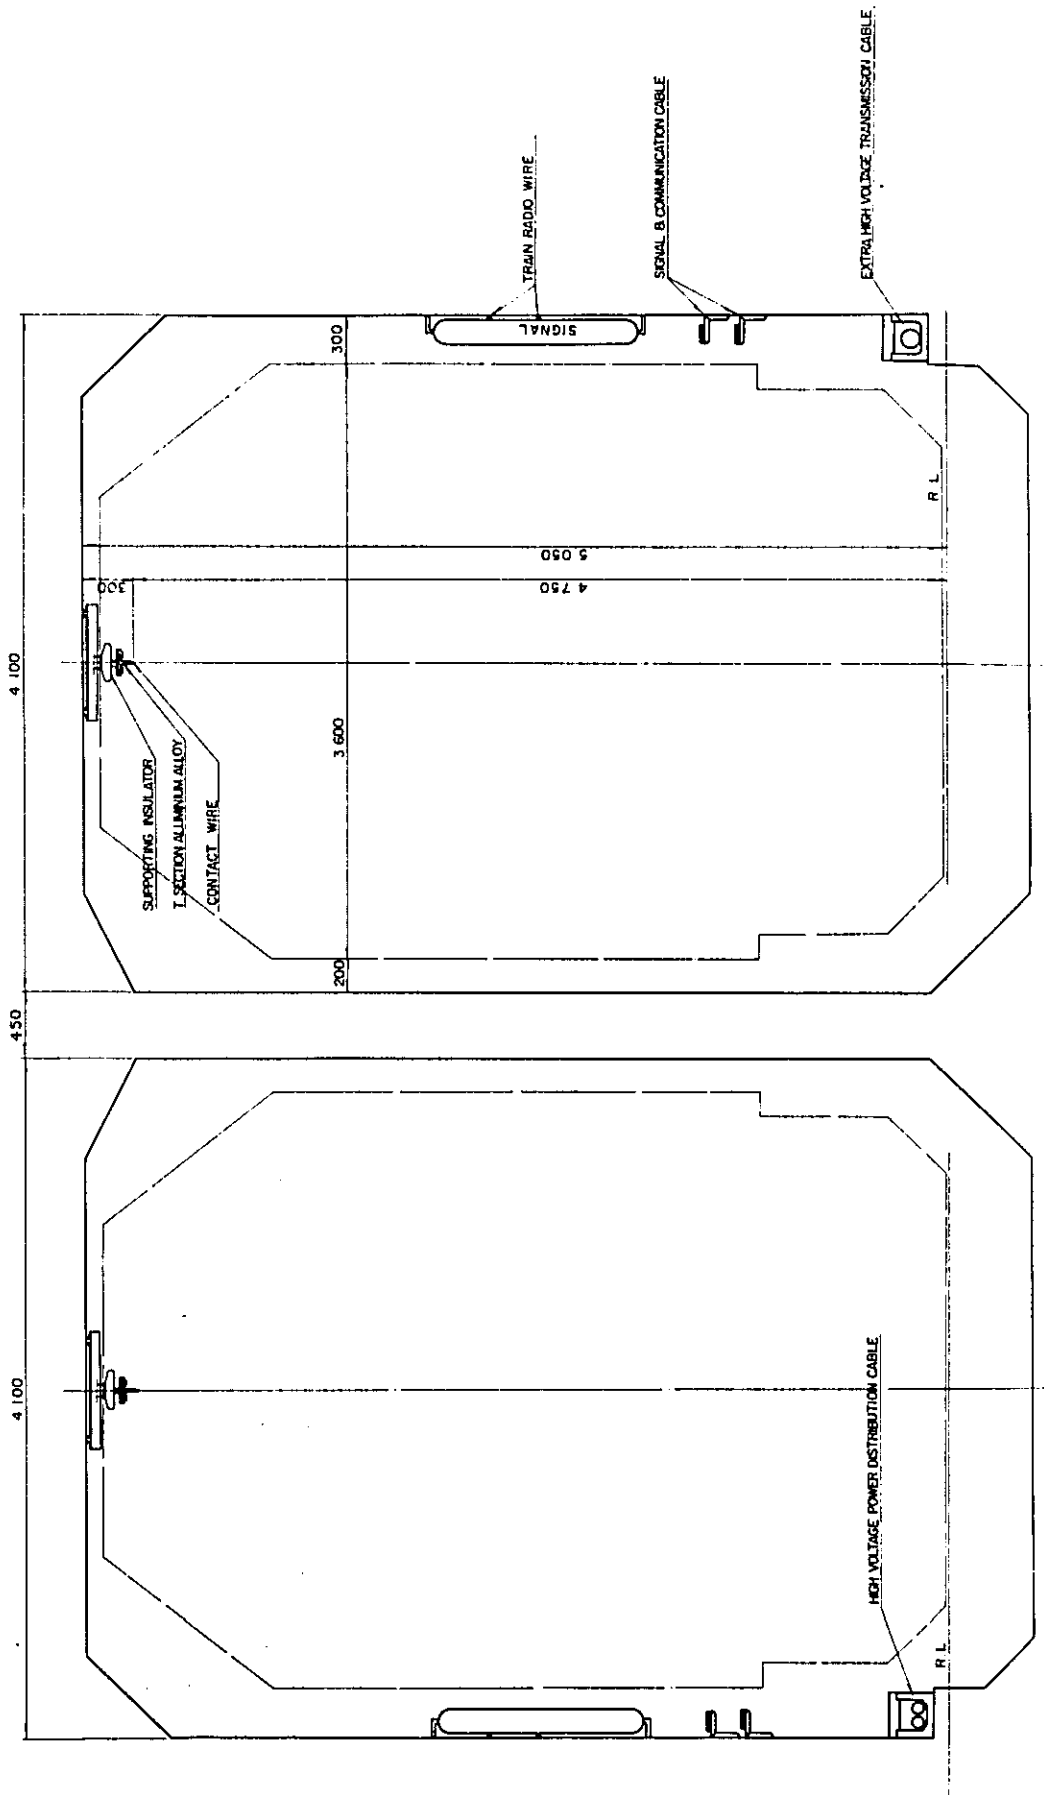 4 100
450
4 100
300
3 600
200
300
4 750
5 050
SUPPORTING INSULATOR
T SECTION ALUMINIUM ALLOY
CONTACT WIRE
SIGNAL
TRAIN RADIO WIRE
SIGNAL & COMMUNICATION CABLE
EXTRA HIGH VOLTAGE TRANSMISSION CABLE
R L
HIGH VOLTAGE POWER DISTRIBUTION CABLE
R L